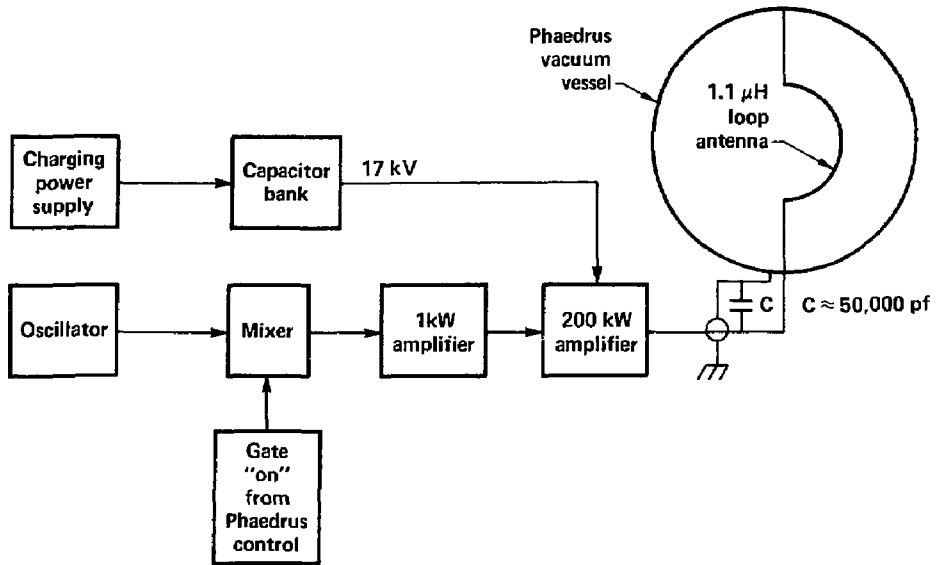 Phaedrus
vacuum
vessel
1.1 μH
loop
antenna
Charging
power
supply
Capacitor
bank
17 kV
Oscillator
Mixer
1kW
amplifier
200 kW
amplifier
C
C ≈ 50,000 pf
Gate
"on"
from
Phaedrus
control